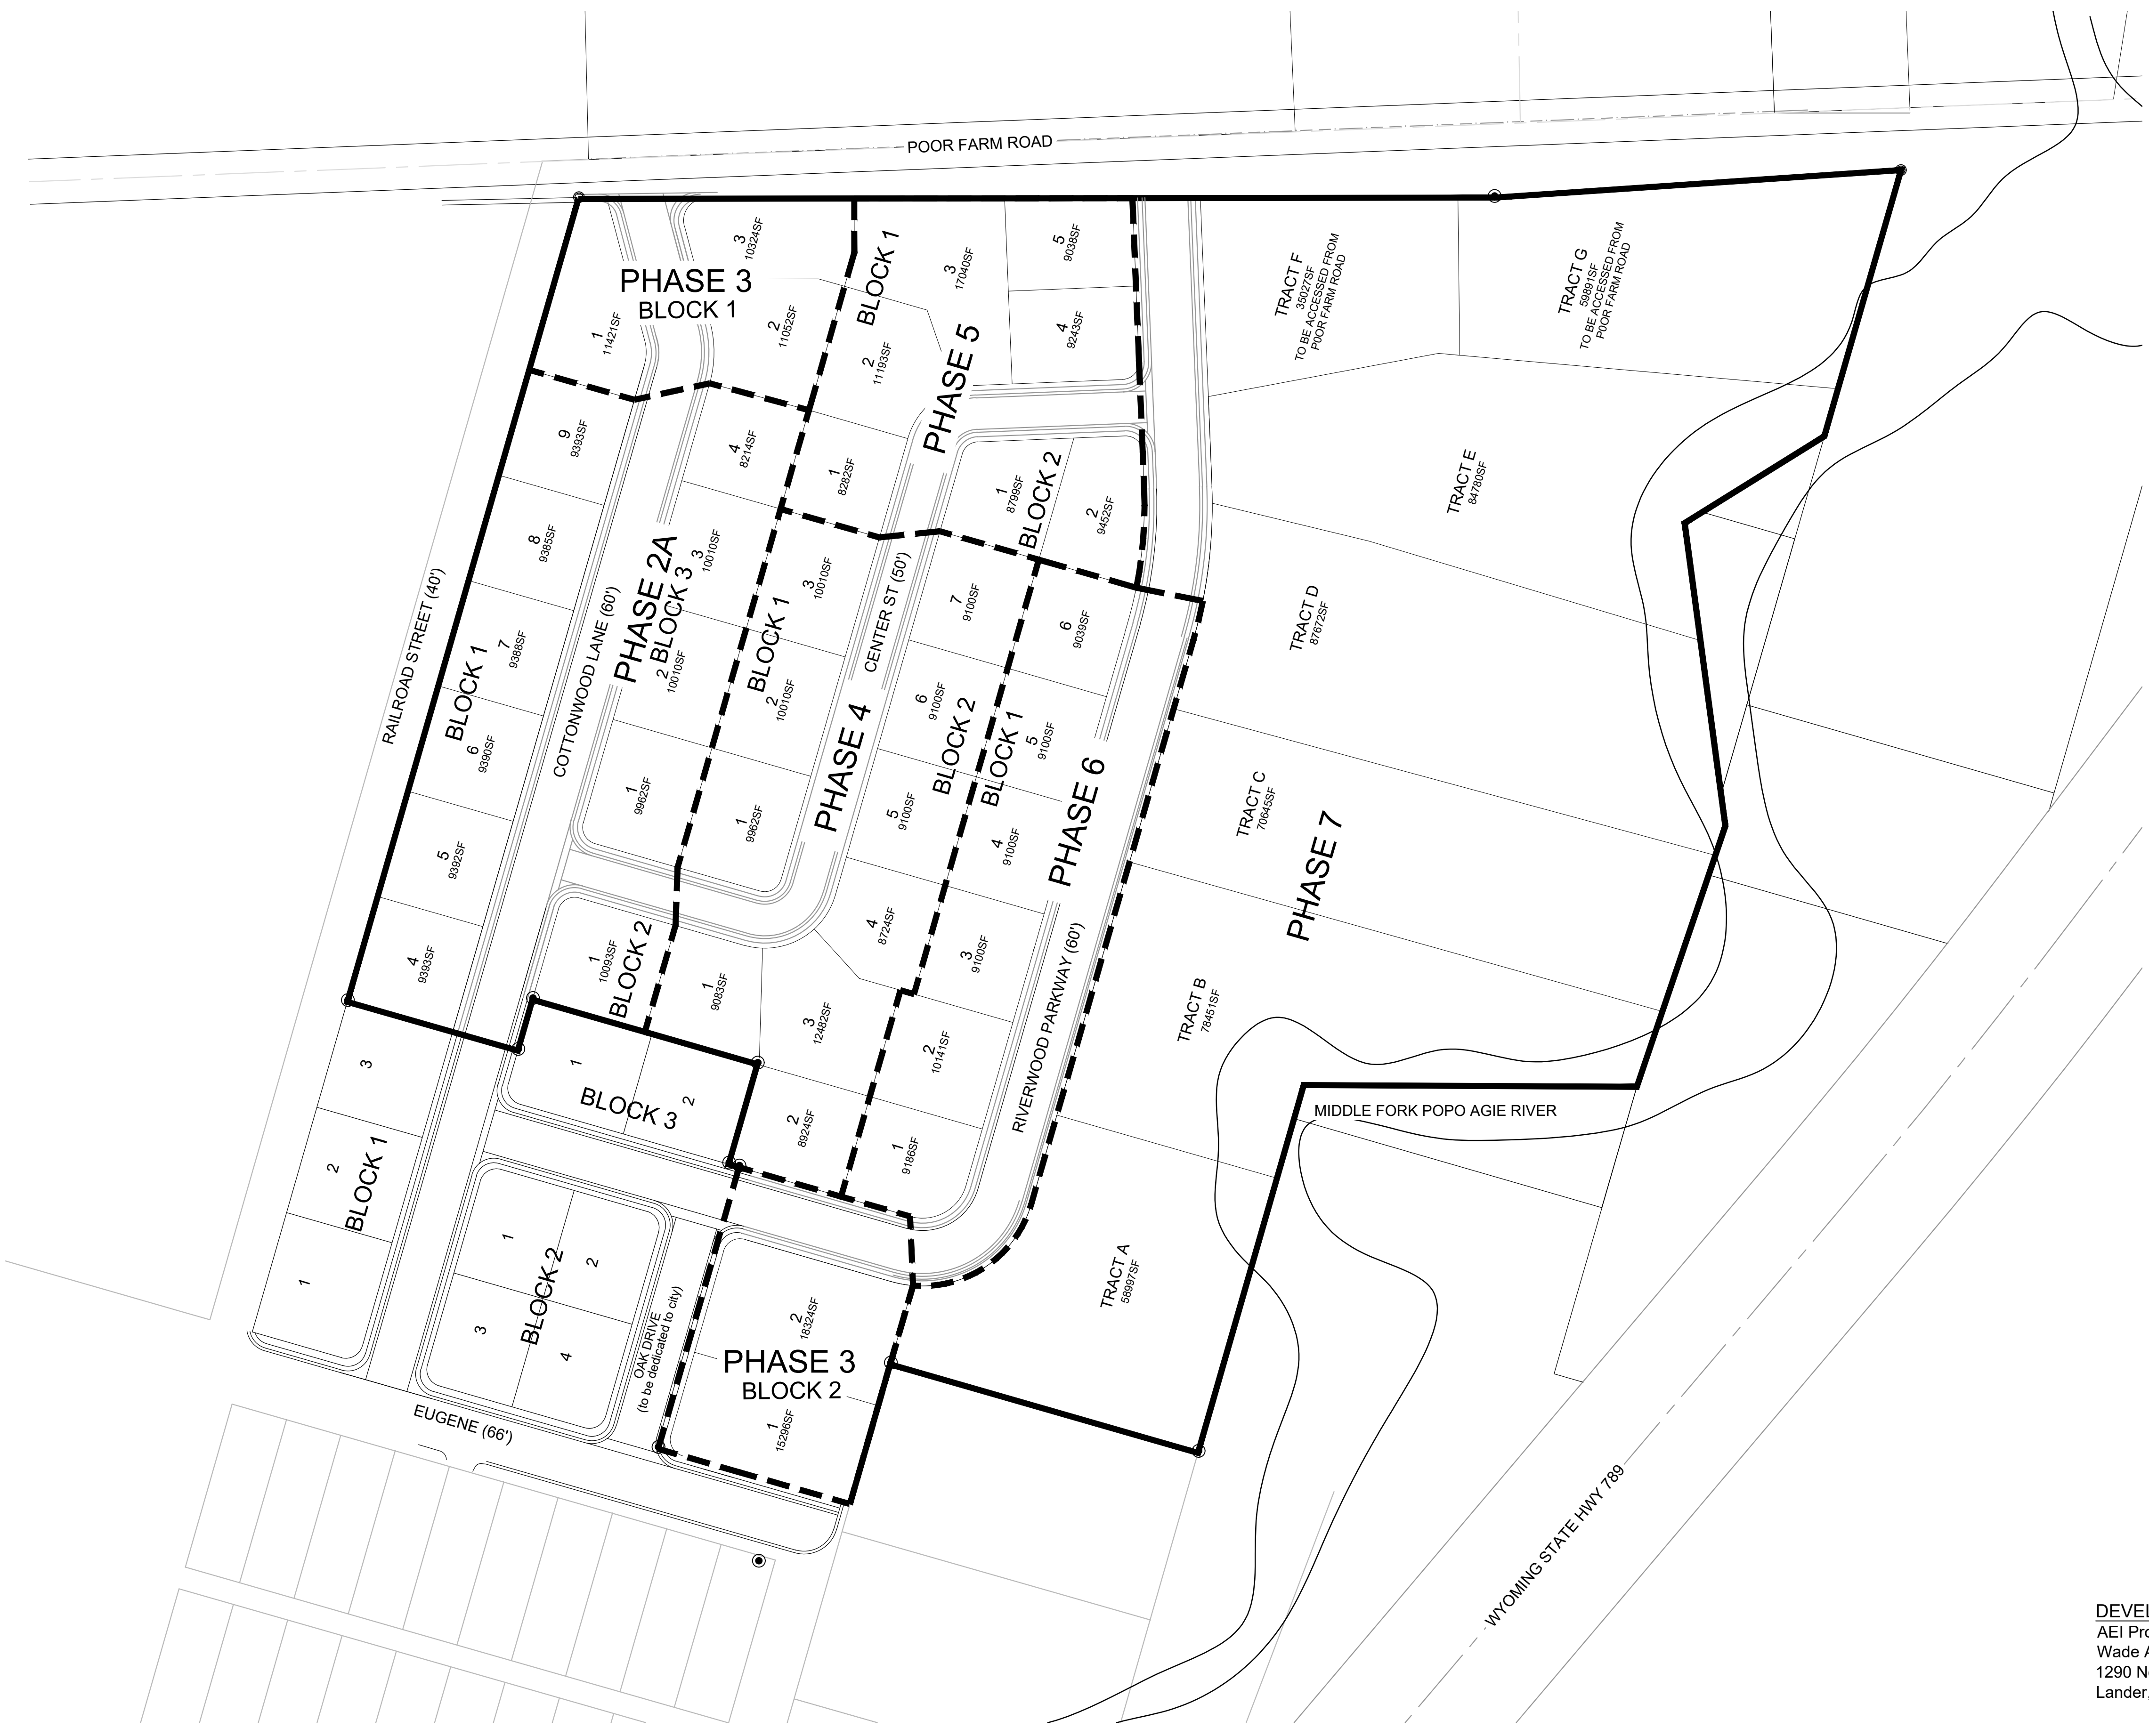 POOR FARM ROAD
PHASE 3
BLOCK 1
1
11421SF
2
11052SF
3
10324SF
BLOCK 1
3
17040SF
2
11193SF
1
8282SF
5
9038SF
4
9243SF
PHASE 5
BLOCK 2
1
8799SF
2
9452SF
TRACT F
35027SF
TO BE ACCESSED FROM
POOR FARM ROAD
TRACT G
59891SF
TO BE ACCESSED FROM
POOR FARM ROAD
TRACT E
84780SF
TRACT D
87672SF
TRACT C
70645SF
PHASE 7
TRACT B
78451SF
TRACT A
58997SF
RAILROAD STREET (40')
BLOCK 1
9
9393SF
8
9385SF
7
9388SF
6
9390SF
5
9392SF
4
9393SF
COTTONWOOD LANE (60')
PHASE 2A
BLOCK 3
4
8214SF
3
10010SF
2
10010SF
1
9962SF
BLOCK 2
1
10093SF
BLOCK 1
3
10010SF
2
10010SF
1
9962SF
CENTER ST (50')
PHASE 4
BLOCK 2
7
9100SF
6
9100SF
5
9100SF
4
8724SF
3
12482SF
2
8924SF
1
9083SF
BLOCK 1
6
9039SF
5
9100SF
4
9100SF
3
9100SF
2
10141SF
1
9186SF
PHASE 6
RIVERWOOD PARKWAY (60')
MIDDLE FORK POPO AGIE RIVER
BLOCK 3
1
2
BLOCK 1
3
2
1
BLOCK 2
1
2
3
4
OAK DRIVE
(to be dedicated to city)
PHASE 3
BLOCK 2
2
18324SF
1
15296SF
EUGENE (66')
WYOMING STATE HWY 789
DEVEL
AEI Pro
Wade A
1290 N
Lander,